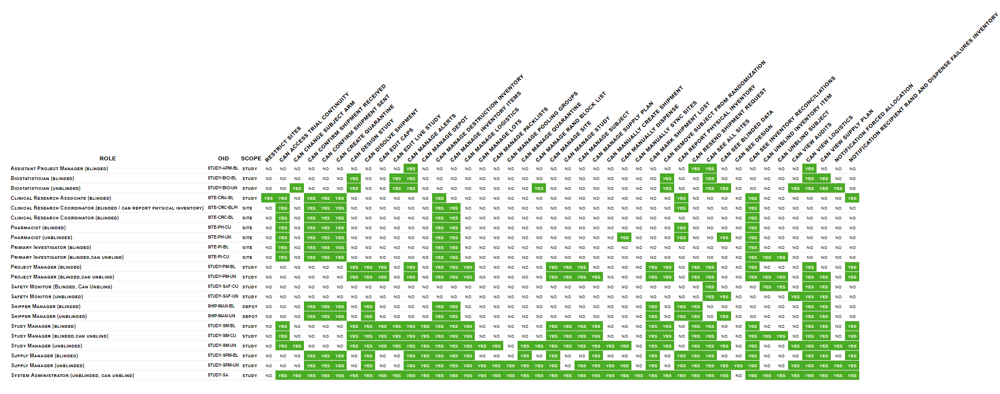 RESTRICT SITES
CAN ACCESS TRIAL CONTINUITY
CAN CHANGE SUBJECT ARM
CAN CONFIRM SHIPMENT RECEIVED
CAN CONFIRM SHIPMENT SENT
CAN CREATE QUARANTINE
CAN DESIGN STUDY
CAN DISOLVE SHIPMENT
CAN EDIT CAPS
CAN EDIT LIVE STUDY
CAN MANAGE ALERTS
CAN MANAGE DEPOT
CAN MANAGE DESTRUCTION INVENTORY
CAN MANAGE INVENTORY ITEMS
CAN MANAGE LOGISTICS
CAN MANAGE LOTS
CAN MANAGE PACKLISTS
CAN MANAGE POOLING GROUPS
CAN MANAGE QUARANTINE
CAN MANAGE RAND BLOCK LIST
CAN MANAGE SITE
CAN MANAGE STUDY
CAN MANAGE SUBJECT
CAN MANAGE SUPPLY PLAN
CAN MANUALLY CREATE SHIPMENT
CAN MANUALLY DISPENSE
CAN MANUALLY SYNC SITES
CAN MARK SHIPMENT LOST
CAN REMOVE SUBJECT FROM RANDOMIZATION
CAN REPORT PHYSICAL INVENTORY
CAN RESEND SHIPMENT REQUEST
CAN SEE ALL SITES
CAN SEE BLINDED DATA
CAN SEE DESIGN
CAN SEE INVENTORY RECONCILIATIONS
CAN UNBLIND INVENTORY ITEM
CAN UNBLIND SUBJECT
CAN VIEW AUDITS
CAN VIEW LOGISTICS
CAN VIEW SUPPLY PLAN
NOTIFICATION FORCED ALLOCATION
NOTIFICATION RECIPIENT RAND AND DISPENSE FAILURES INVENTORY
ROLE OID SCOPE
ASSISTANT PROJECT MANAGER (BLINDED) STUDY-APM-BL STUDY NO NO NO NO NO NO NO NO NO NO YES NO NO NO NO NO NO NO NO NO NO NO NO NO NO NO NO NO NO NO YES YES NO NO NO NO NO NO YES NO NO NO
BIOSTATISTICIAN (BLINDED) STUDY-BIO-BL STUDY NO NO NO NO NO NO YES NO NO YES YES NO NO NO NO NO NO NO NO NO NO NO NO NO NO NO NO NO YES NO NO YES NO NO NO NO NO NO YES YES NO NO
BIOSTATISTICIAN (UNBLINDED) STUDY-BIO-UN STUDY NO NO YES NO NO NO YES NO NO YES YES NO NO NO NO NO NO NO NO YES NO NO NO NO NO NO NO NO YES NO NO YES YES NO NO NO NO YES YES YES YES NO
CLINICAL RESEARCH ASSOCIATE (BLINDED) SITE-CRA-BL STUDY YES YES NO YES YES YES NO NO NO NO NO NO YES NO NO NO NO NO NO NO NO NO NO NO NO NO NO NO NO YES NO NO NO NO YES NO NO NO NO NO NO YES
CLINICAL RESEARCH COORDINATOR (BLINDED / CAN REPORT PHYSICAL INVENTORY) SITE-CRC-BLPI SITE NO YES NO YES YES YES NO NO NO NO NO NO YES YES NO NO NO NO NO NO NO NO NO NO NO NO NO NO NO YES NO NO NO NO YES NO NO NO NO NO NO NO
CLINICAL RESEARCH COORDINATOR (BLINDED) SITE-CRC-BL SITE NO YES NO YES YES YES NO NO NO NO NO NO YES YES NO NO NO NO NO NO NO NO NO NO NO NO NO NO NO NO NO NO NO NO YES NO NO NO NO NO NO NO
PHARMACIST (BLINDED) SITE-PH-CU SITE NO YES NO YES YES YES NO NO NO NO NO NO YES YES NO NO NO NO NO NO NO NO NO NO NO NO NO NO NO YES NO NO NO NO YES NO NO NO NO NO NO NO
PHARMACIST (UNBLINDED) SITE-PH-UN SITE NO YES NO YES YES YES NO NO NO NO NO NO YES YES NO NO NO NO NO NO NO NO NO NO NO YES NO NO NO YES NO NO YES NO YES NO NO NO NO NO NO NO
PRIMARY INVESTIGATOR (BLINDED) SITE-PI-BL SITE NO YES NO YES YES YES NO NO NO NO NO NO YES YES NO NO NO NO NO NO NO NO NO NO NO NO NO NO NO NO NO NO NO NO YES NO NO NO NO NO NO NO
PRIMARY INVESTIGATOR (BLINDED,CAN UNBLIND) SITE-PI-CU SITE NO YES NO YES YES YES NO NO NO NO NO NO YES YES NO NO NO NO NO NO NO NO NO NO NO NO NO NO NO NO NO NO NO NO YES YES YES NO NO NO NO NO
PROJECT MANAGER (BLINDED) STUDY-PM-BL STUDY NO NO NO NO NO NO YES YES YES NO YES NO YES YES YES NO NO NO NO NO YES YES YES NO NO NO NO YES YES NO YES YES NO NO YES NO NO NO YES NO NO YES
PROJECT MANAGER (BLINDED,CAN UNBLIND) STUDY-PM-UN STUDY NO NO NO NO NO NO YES YES YES NO YES NO YES YES YES NO NO NO NO NO YES YES YES YES NO NO NO YES YES NO YES YES NO NO YES YES YES NO YES YES NO YES
SAFETY MONITOR (BLINDED, CAN UNBLIND) STUDY-SAF-CU STUDY NO NO NO NO NO NO NO NO NO NO NO NO NO NO NO NO NO NO NO NO NO NO NO NO NO NO NO NO NO NO NO YES NO NO NO YES YES NO YES YES NO NO
SAFETY MONITOR (UNBLINDED) STUDY-SAF-UN STUDY NO NO NO NO NO NO NO NO NO NO NO NO NO NO NO NO NO NO NO NO NO NO NO NO NO NO NO NO NO NO NO YES YES NO NO NO NO YES YES YES NO NO
SHIPPER MANAGER (BLINDED) SHIP-MAN-BL DEPOT NO NO NO YES YES YES NO YES NO NO NO NO YES YES NO NO NO NO NO NO NO NO NO NO NO NO NO YES NO YES YES NO NO NO NO NO NO NO YES YES NO NO
SHIPPER MANAGER (UNBLINDED) SHIP-MAN-UN DEPOT NO NO NO YES YES YES NO YES NO NO NO NO YES YES NO NO NO NO NO NO NO NO NO NO NO NO NO YES NO YES YES NO YES NO NO NO NO NO YES YES NO NO
STUDY MANAGER (BLINDED) STUDY-SM-BL STUDY NO YES NO NO NO NO YES YES YES YES YES YES YES YES YES NO NO NO NO NO YES YES YES YES NO NO NO YES YES NO YES YES NO NO YES NO NO NO YES YES NO YES
STUDY MANAGER (BLINDED,CAN UNBLIND) STUDY-SM-CU STUDY NO YES NO NO NO NO YES YES YES YES YES YES YES YES YES NO NO NO NO NO YES YES YES YES NO NO NO YES YES NO YES YES NO NO YES YES YES NO YES YES NO YES
STUDY MANAGER (UNBLINDED) STUDY-SM-UN STUDY NO YES YES NO NO NO YES YES YES YES YES YES YES YES YES YES YES NO YES YES YES YES YES YES YES YES NO YES YES NO YES YES YES NO YES NO NO YES YES YES YES YES
SUPPLY MANAGER (BLINDED) STUDY-SPM-BL STUDY NO NO NO YES YES YES NO YES NO NO YES YES YES YES YES NO NO NO YES NO YES NO NO YES NO NO NO YES NO YES YES YES NO NO YES NO NO NO YES YES NO YES
SUPPLY MANAGER (UNBLINDED) STUDY-SPM-UN STUDY NO NO NO YES YES YES NO YES NO NO YES YES YES YES YES YES YES YES YES YES YES NO YES YES YES YES NO YES NO YES YES YES YES YES NO NO NO YES YES YES YES YES
SYSTEM ADMINISTRATOR (UNBLINDED, CAN UNBLIND) STUDY-SA STUDY NO YES YES YES YES YES YES YES YES YES YES YES YES YES YES YES YES YES YES YES YES YES YES YES YES YES YES YES YES YES YES YES YES NO YES YES YES YES YES YES YES YES